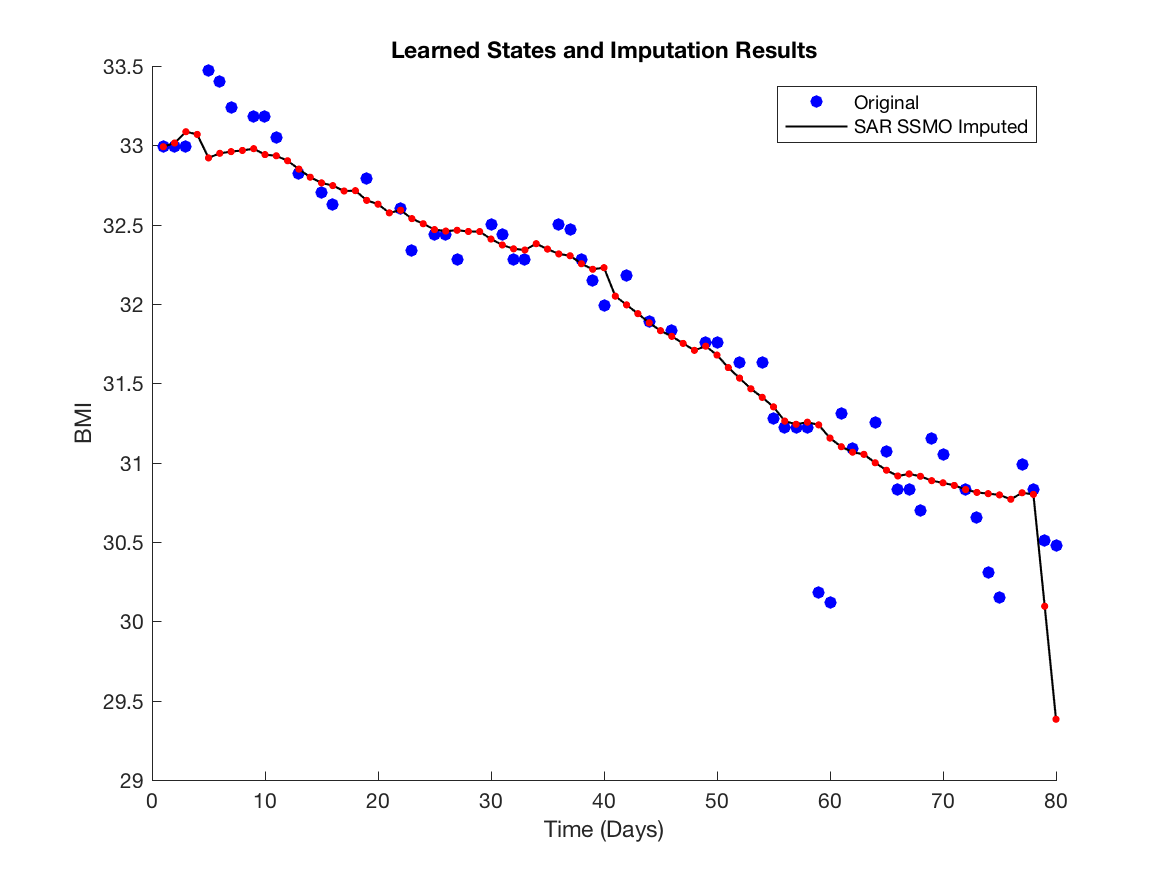 Learned States and Imputation Results
Original
SAR SSMO Imputed
33.5
33
32.5
32
31.5
31
30.5
30
29.5
29
BMI
0 10 20 30 40 50 60 70 80
Time (Days)